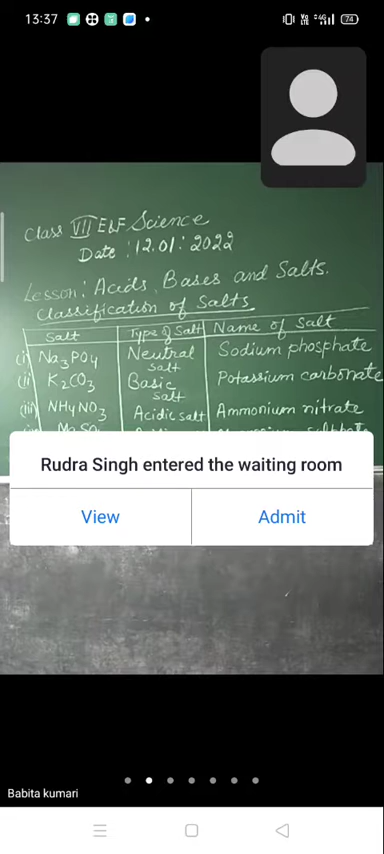 13:37
74
Class VII E&F Science
Date : 12.01.2022
Lesson: Acids, Bases and Salts.
Classification of Salts
Salt Type of Salt Name of Salt
(i) Na3PO4 Neutral salt Sodium phosphate
(ii) K2CO3 Basic salt Potassium carbonate
(iii) NH4NO3 Acidic salt Ammonium nitrate
Rudra Singh entered the waiting room
View Admit
Babita kumari